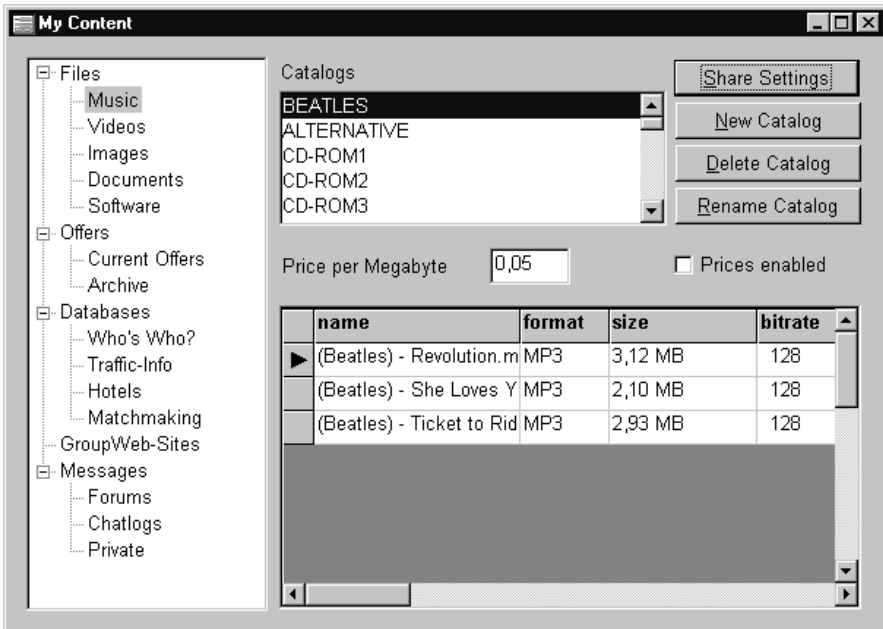 My Content
Files
Music
Videos
Images
Documents
Software
Offers
Current Offers
Archive
Databases
Who's Who?
Traffic-Info
Hotels
Matchmaking
GroupWeb-Sites
Messages
Forums
Chatlogs
Private
Catalogs
BEATLES
ALTERNATIVE
CD-ROM1
CD-ROM2
CD-ROM3
Share Settings
New Catalog
Delete Catalog
Rename Catalog
Price per Megabyte 0,05 Prices enabled
name format size bitrate
(Beatles) - Revolution.m MP3 3,12 MB 128
(Beatles) - She Loves Y MP3 2,10 MB 128
(Beatles) - Ticket to Rid MP3 2,93 MB 128